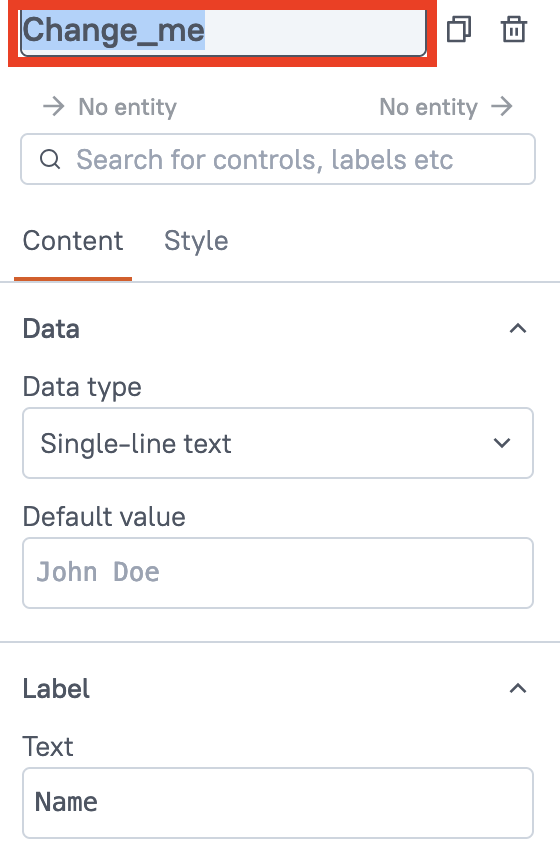 Change_me
No entity No entity
Search for controls, labels etc
Content Style
Data
Data type
Single-line text
Default value
John Doe
Label
Text
Name